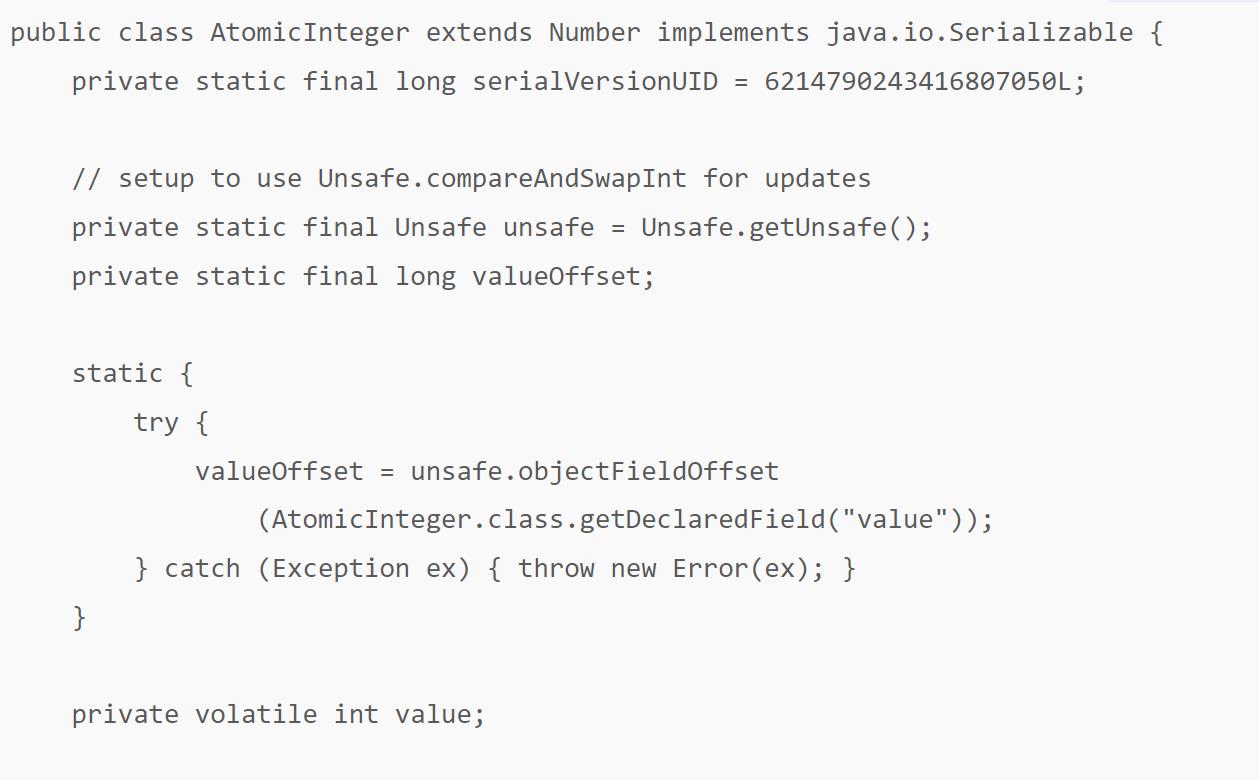 public class AtomicInteger extends Number implements java.io.Serializable {
    private static final long serialVersionUID = 6214790243416807050L;

    // setup to use Unsafe.compareAndSwapInt for updates
    private static final Unsafe unsafe = Unsafe.getUnsafe();
    private static final long valueOffset;

    static {
        try {
            valueOffset = unsafe.objectFieldOffset
                (AtomicInteger.class.getDeclaredField("value"));
        } catch (Exception ex) { throw new Error(ex); }
    }

    private volatile int value;